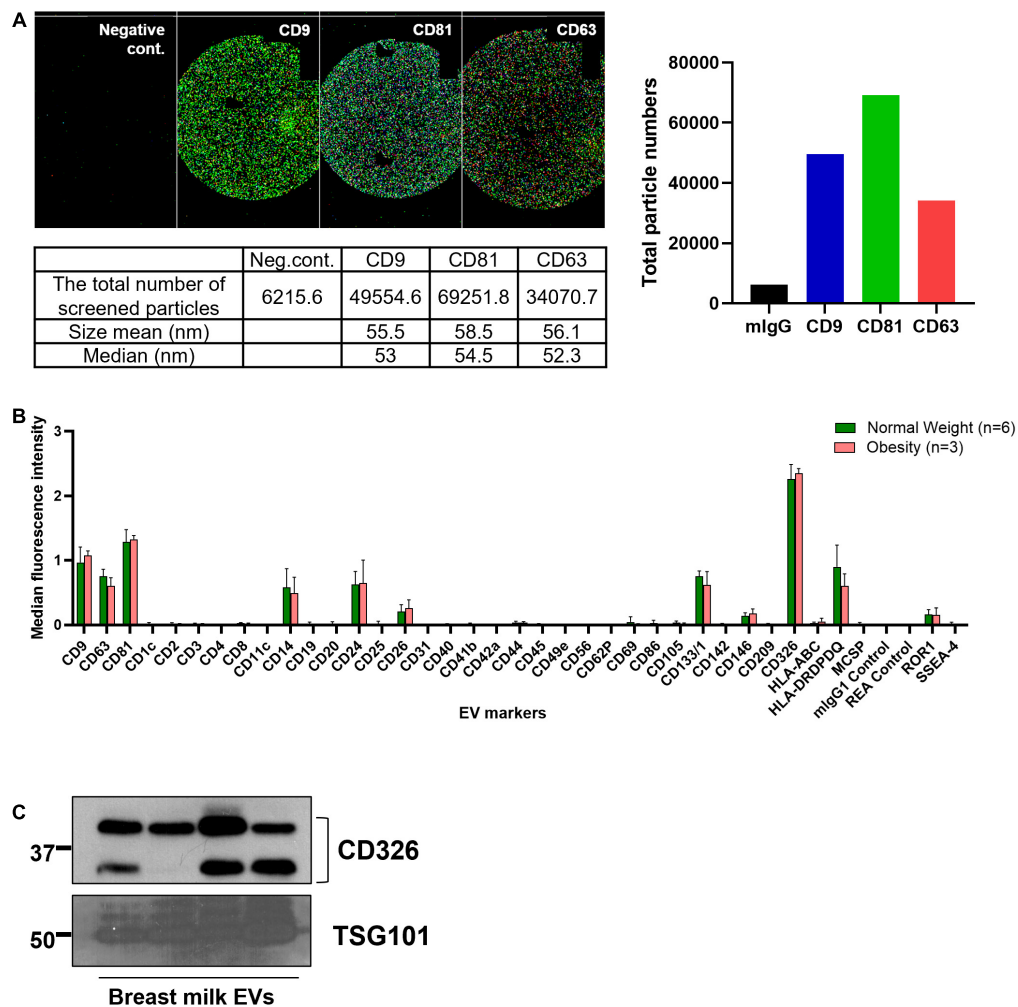 A
Negative
cont.
CD9
CD81
CD63
Neg.cont. CD9 CD81 CD63
The total number of
screened particles
6215.6 49554.6 69251.8 34070.7
Size mean (nm) 55.5 58.5 56.1
Median (nm) 53 54.5 52.3
Total particle numbers
80000
60000
40000
20000
0
mIgG CD9 CD81 CD63
B
Median fluorescence intensity
3
2
1
0
Normal Weight (n=6)
Obesity (n=3)
CD9
CD63
CD81
CD1c
CD2
CD3
CD4
CD8
CD11c
CD14
CD19
CD20
CD24
CD25
CD26
CD31
CD40
CD41b
CD42a
CD44
CD45
CD49e
CD56
CD62P
CD69
CD86
CD105
CD133/1
CD142
CD146
CD209
CD326
HLA-ABC
HLA-DRDPDQ
MCSP
mIgG1 Control
REA Control
ROR1
SSEA-4
EV markers
C
37
CD326
50
TSG101
Breast milk EVs